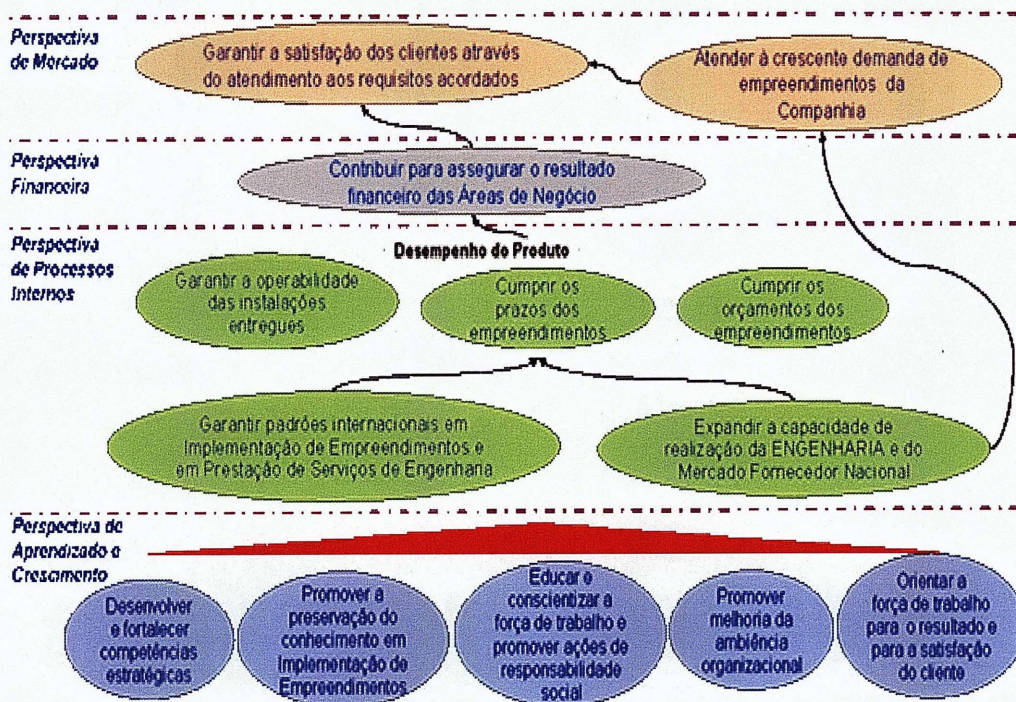 Perspectiva
de Mercado
Garantir a satisfação dos clientes através
do atendimento aos requisitos acordados
Atender à crescente demanda de
empreendimentos da
Companhia
Perspectiva
Financeira
Contribuir para assegurar o resultado
financeiro das Áreas de Negócio
Perspectiva
de Processos
Internos
Desempenho do Produto
Garantir a operabilidade
das instalações
entregues
Cumprir os
prazos dos
empreendimentos
Cumprir os
orçamentos dos
empreendimentos
Garantir padrões internacionais em
Implementação de Empreendimentos e
em Prestação de Serviços de Engenharia
Expandir a capacidade de
realização da ENGENHARIA e do
Mercado Fornecedor Nacional
Perspectiva de
Aprendizado e
Crescimento
Desenvolver
e fortalecer
competências
estratégicas
Promover a
preservação do
conhecimento em
Implementação de
Empreendimentos
Educar e
conscientizar a
força de trabalho e
promover ações de
responsabilidade
social
Promover
melhoria da
ambiência
organizacional
Orientar a
força de trabalho
para o resultado e
para a satisfação
do cliente